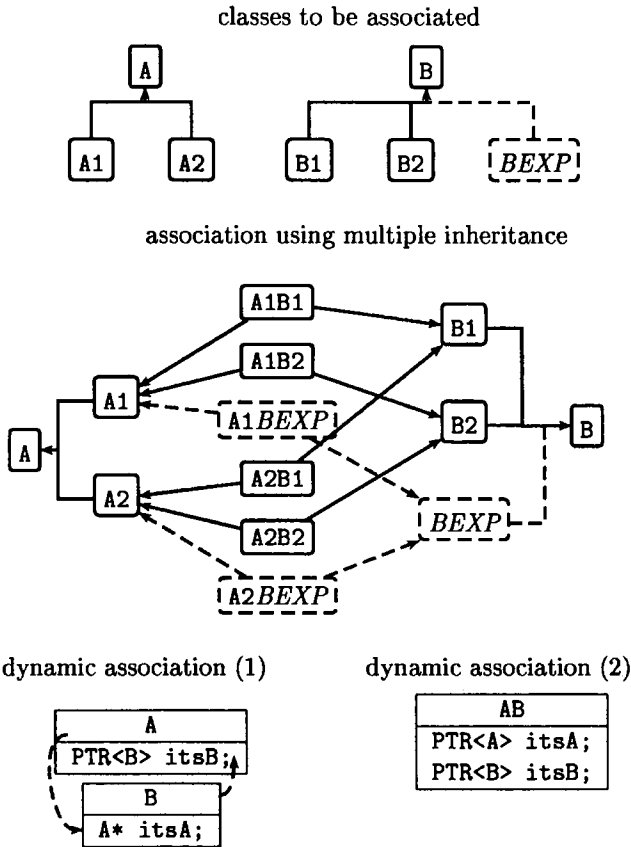 classes to be associated
A B
A1 A2 B1 B2 BEXP
association using multiple inheritance
A1B1
B1
A1B2
A1
A1BEXP
B2
B
A
A2B1
A2
BEXP
A2B2
A2BEXP
dynamic association (1) dynamic association (2)
A
PTR<B> itsB;
B
A* itsA;
AB
PTR<A> itsA;
PTR<B> itsB;